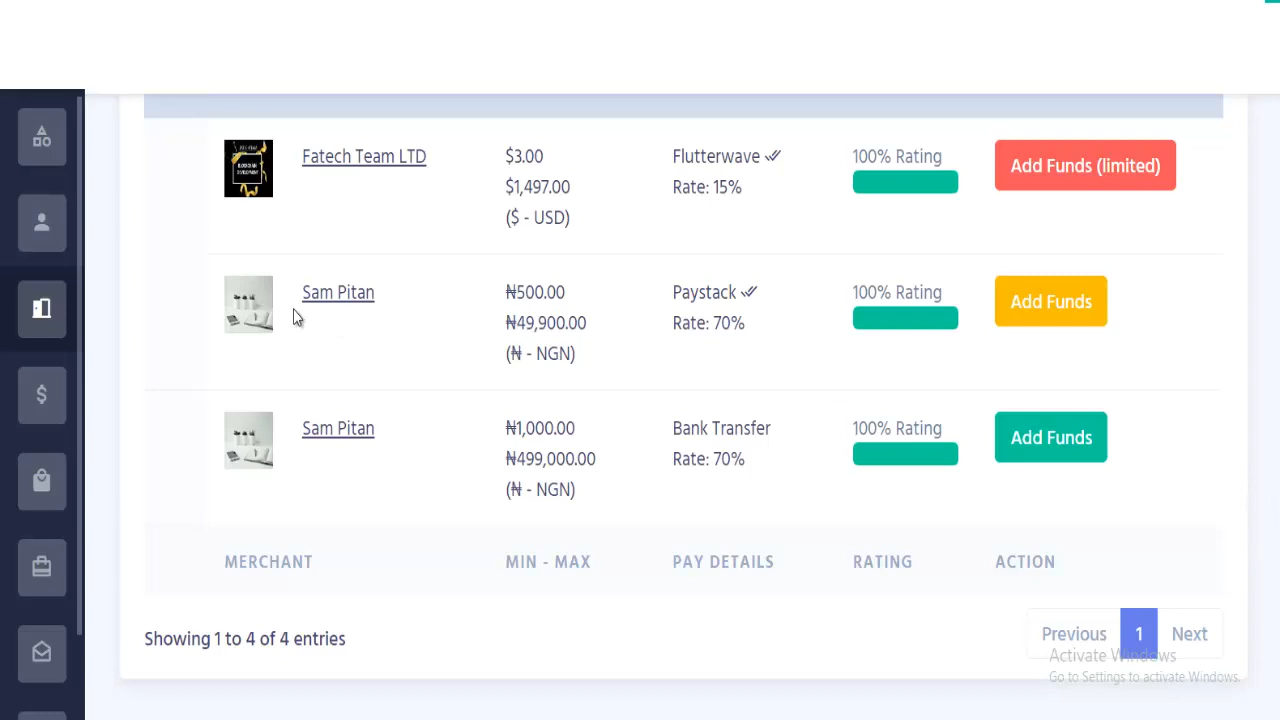 Fatech Team LTD
$3.00
$1,497.00
($ - USD)
Flutterwave
Rate: 15%
100% Rating
Add Funds (limited)
Sam Pitan
₦500.00
₦49,900.00
(₦ - NGN)
Paystack
Rate: 70%
100% Rating
Add Funds
Sam Pitan
₦1,000.00
₦499,000.00
(₦ - NGN)
Bank Transfer
Rate: 70%
100% Rating
Add Funds
MERCHANT MIN - MAX PAY DETAILS RATING ACTION
Showing 1 to 4 of 4 entries
Previous 1 Next
Activate Windows
Go to Settings to activate Windows.